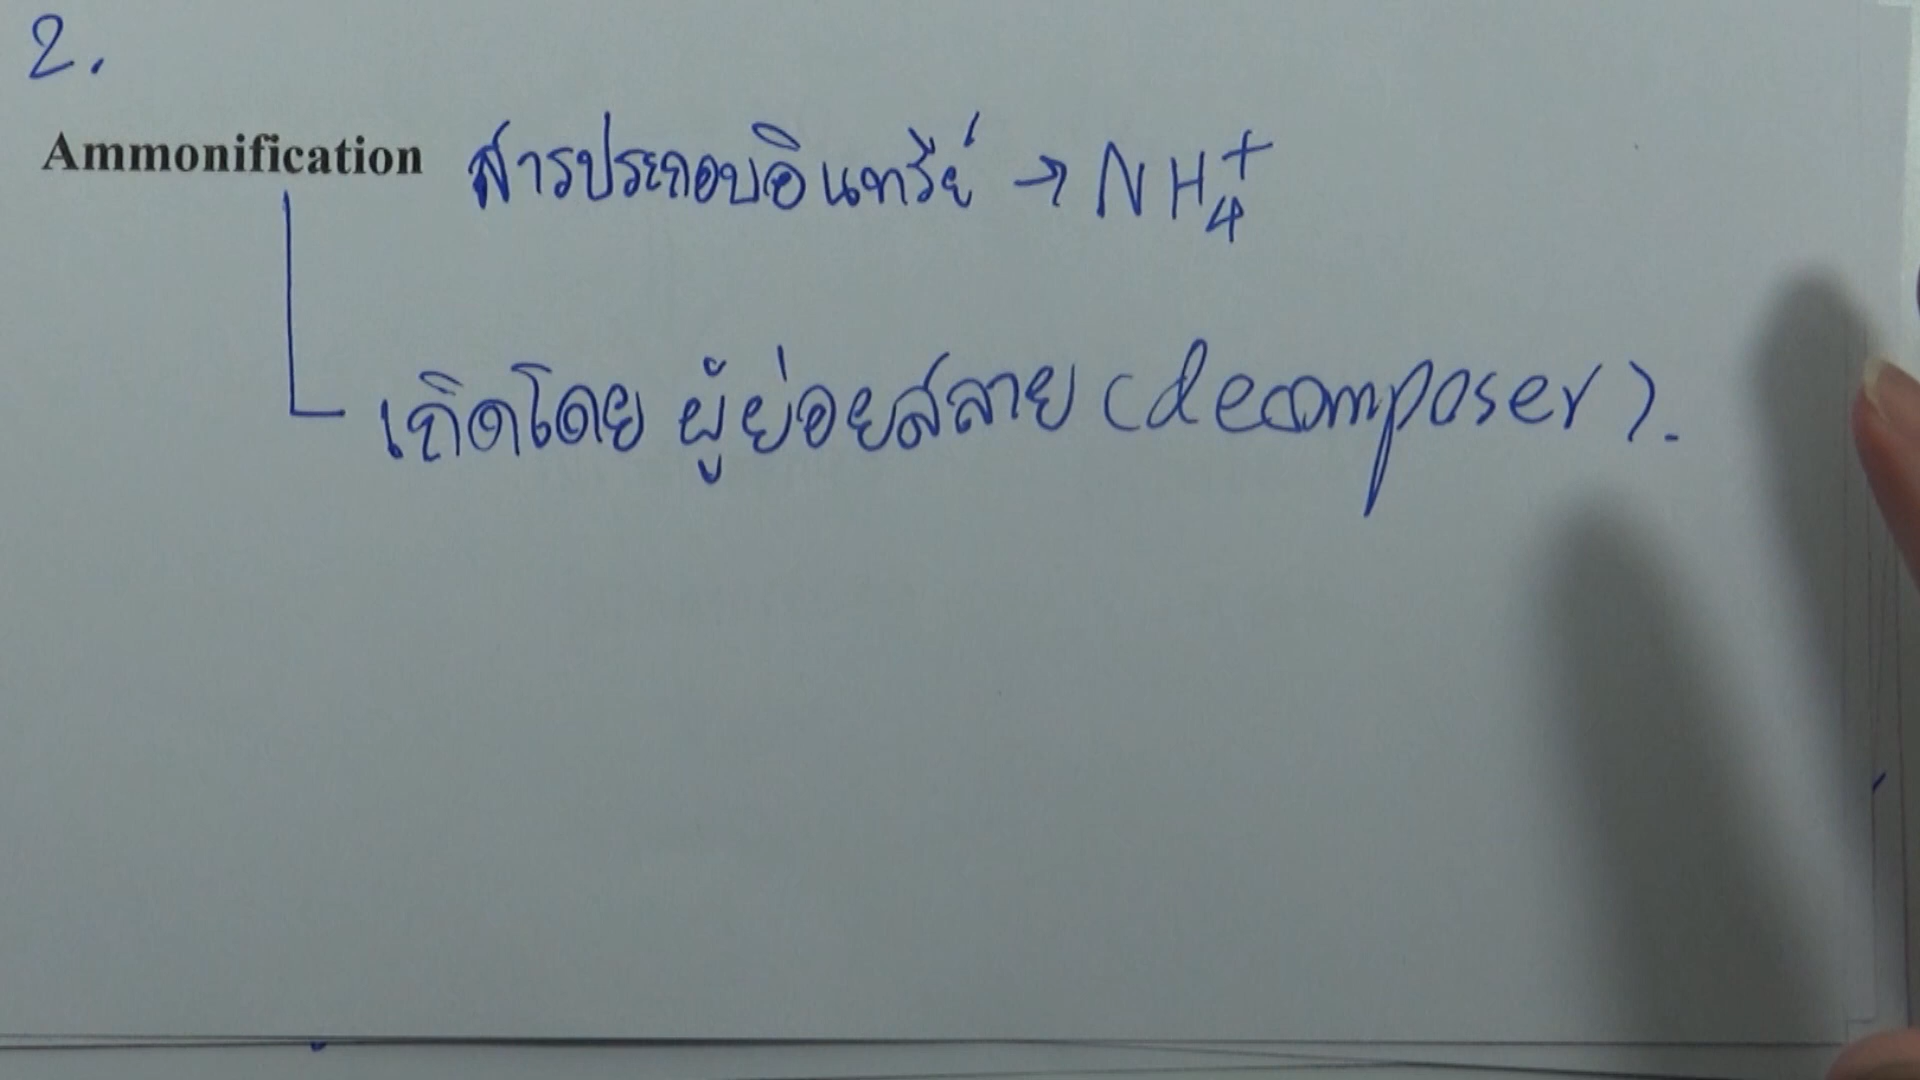 2.
Ammonification สารประกอบอินทรีย์ → NH₄⁺
เกิดโดย ผู้ย่อยสลาย (decomposer).